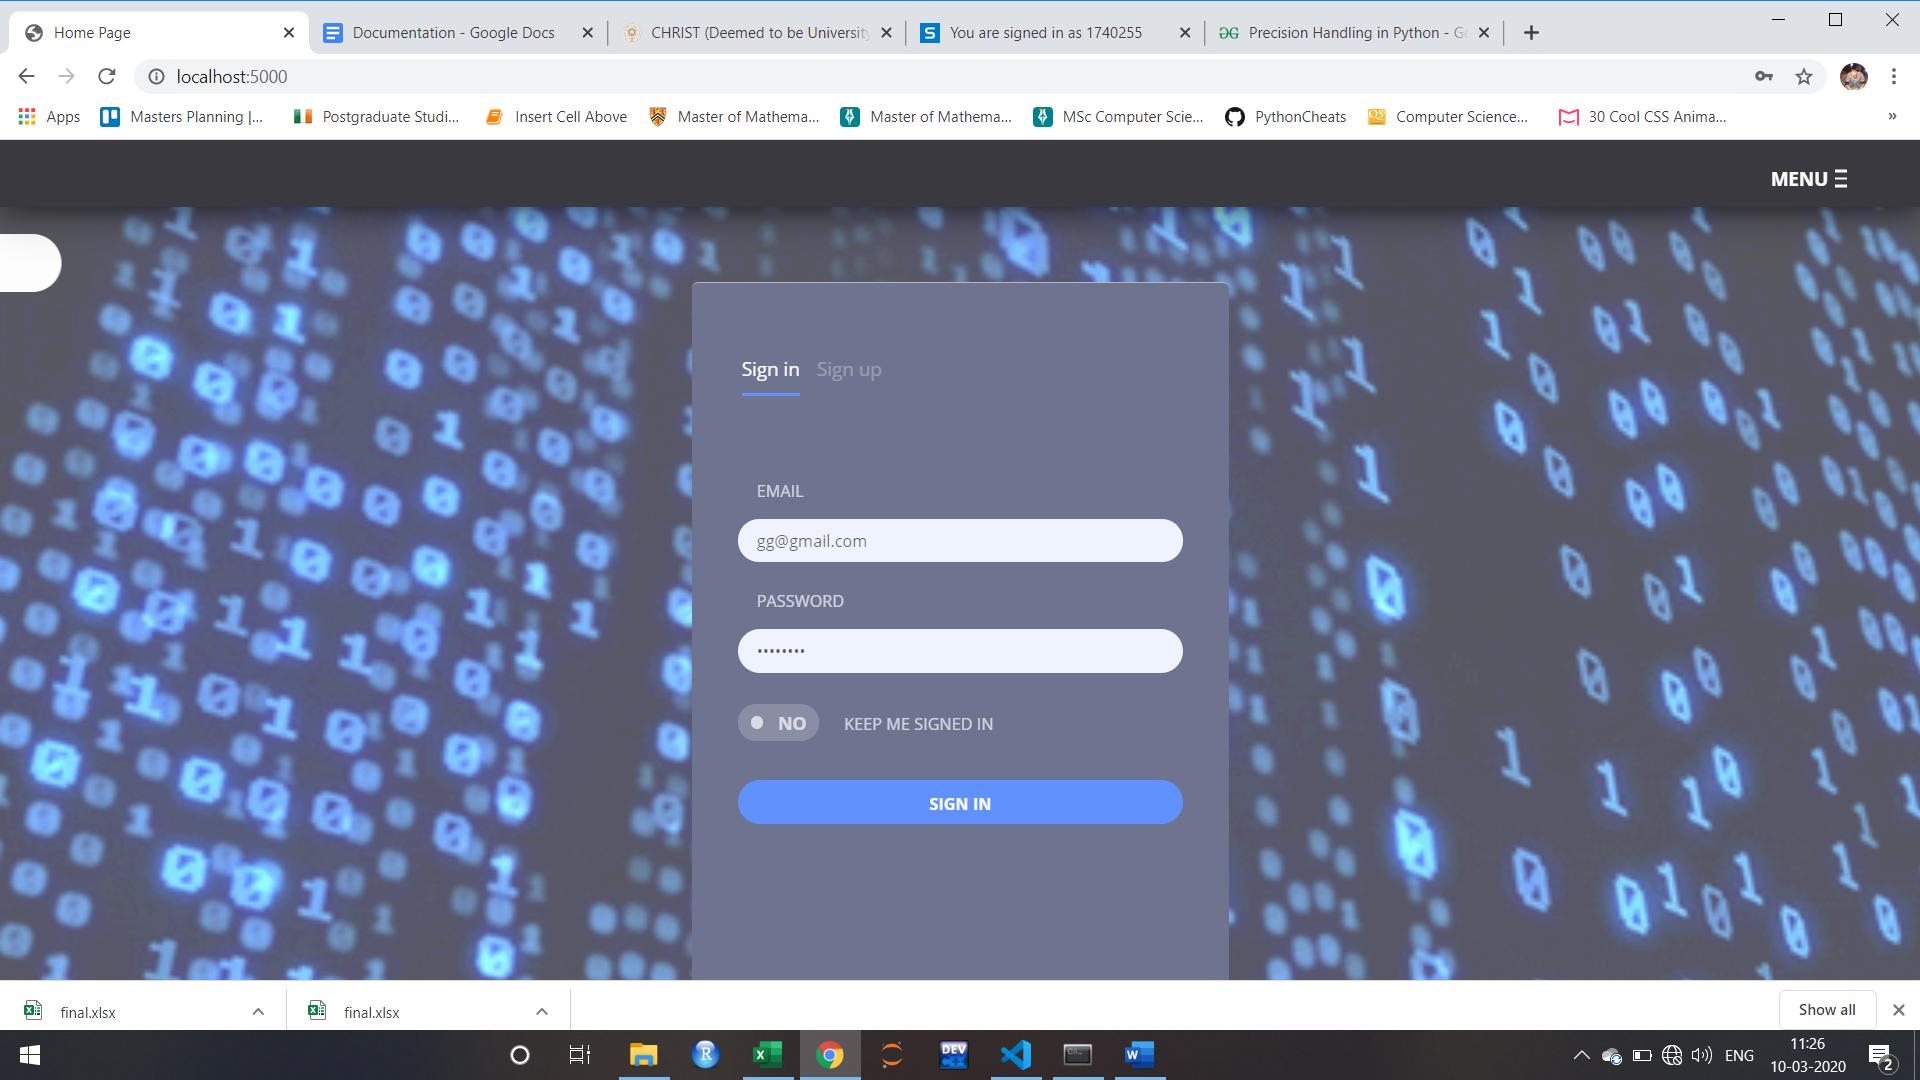 Home Page
Documentation - Google Docs
CHRIST (Deemed to be University
You are signed in as 1740255
Precision Handling in Python - G
localhost:5000
Apps
Masters Planning |...
Postgraduate Studi...
Insert Cell Above
Master of Mathema...
Master of Mathema...
MSc Computer Scie...
PythonCheats
Computer Science...
30 Cool CSS Anima...
»
MENU
Sign in
Sign up
EMAIL
gg@gmail.com
PASSWORD
••••••••
NO
KEEP ME SIGNED IN
SIGN IN
final.xlsx
final.xlsx
Show all
R
DEV
C++
ENG
11:26
10-03-2020
2